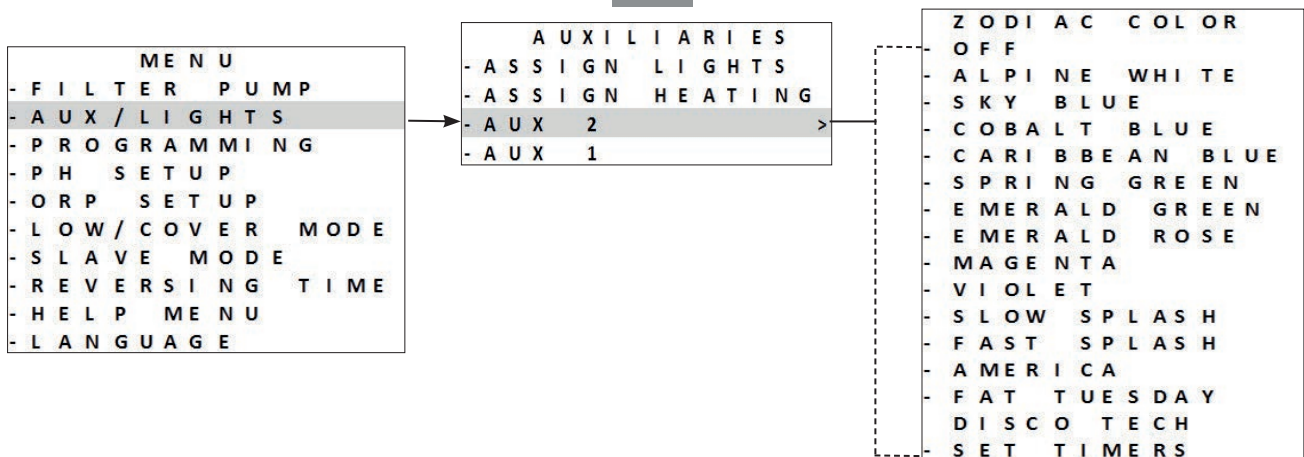 MENU
-FILTER PUMP
-AUX/LIGHTS
-PROGRAMMING
-PH SETUP
-ORP SETUP
-LOW/COVER MODE
-SLAVE MODE
-REVERSING TIME
-HELP MENU
-LANGUAGE
AUXILIARIES
-ASSIGN LIGHTS
-ASSIGN HEATING
-AUX 2 >
-AUX 1
ZODIAC COLOR
- OFF
- ALPINE WHITE
- SKY BLUE
- COBALT BLUE
- CARIBBEAN BLUE
- SPRING GREEN
- EMERALD GREEN
- EMERALD ROSE
- MAGENTA
- VIOLET
- SLOW SPLASH
- FAST SPLASH
- AMERICA
- FAT TUESDAY
DISCO TECH
- SET TIMERS